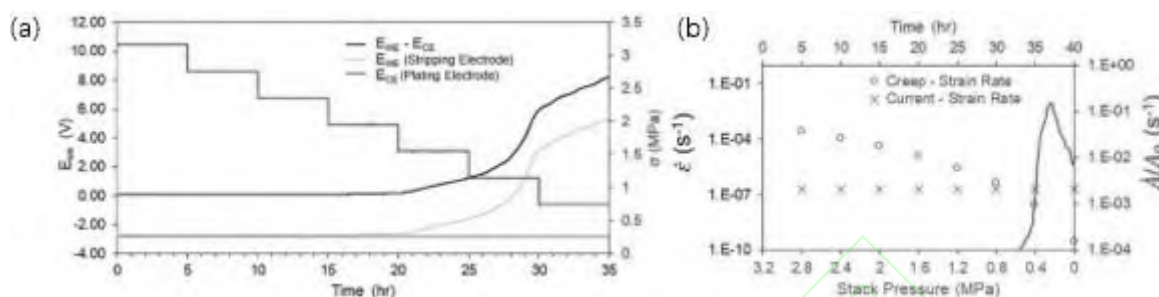 (a)
12.00
10.00
8.00
6.00
4.00
2.00
0.00
-2.00
-4.00
(V)
E_WE - E_CE
E_WE (Stripping Electrode)
E_CE (Plating Electrode)
3.5
3
2.5
2
1.5
1
0.5
0
σ (MPa)
0 5 10 15 20 25 30 35
Time (hr)
(b)
Time (hr)
0 5 10 15 20 25 30 35 40
1.E-01
1.E-04
1.E-07
1.E-10
ε̇ (s⁻¹)
Creep - Strain Rate
Current - Strain Rate
1.E+00
1.E-01
1.E-02
1.E-03
1.E-04
Ȧ/A₀ (s⁻¹)
3.2 2.8 2.4 2 1.6 1.2 0.8 0.4 0
Stack Pressure (MPa)